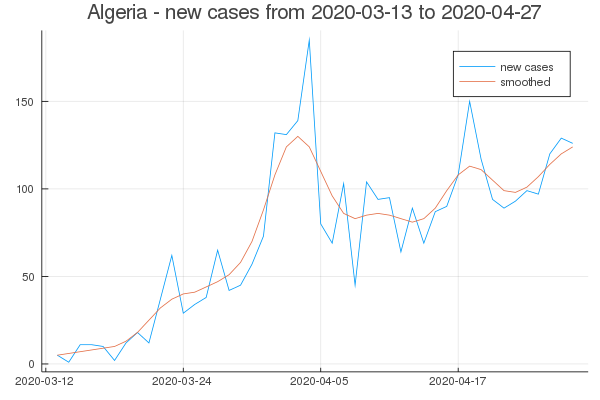 Algeria - new cases from 2020-03-13 to 2020-04-27
new cases
smoothed
150
100
50
0
2020-03-12 2020-03-24 2020-04-05 2020-04-17